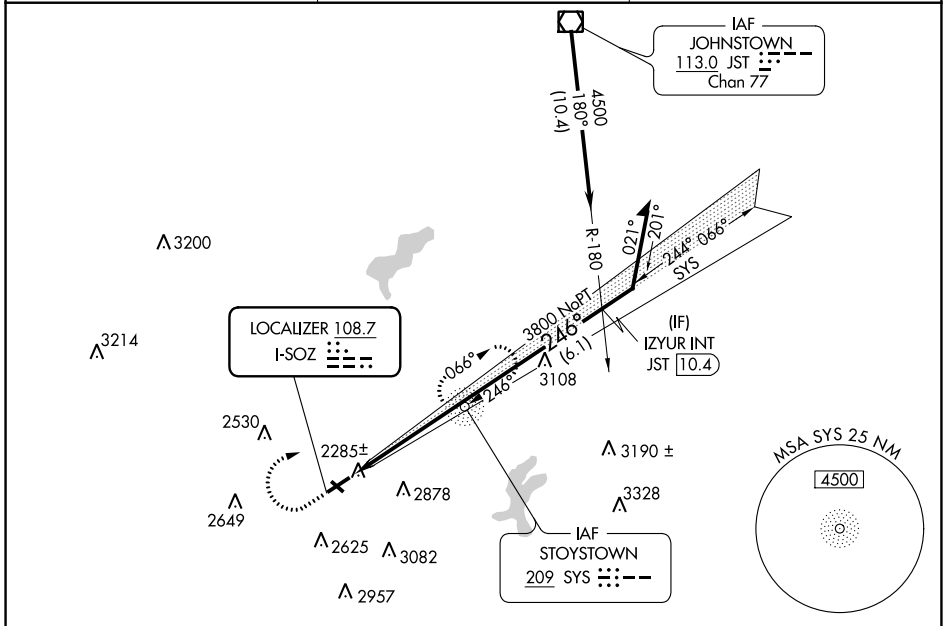 IAF
JOHNSTOWN
113.0 JST
Chan 77
4500
180°
(10.4)
R-180
021°
201°
244° 066°
SYS
3200
3800 NoPT
246°
(6.1)
(IF)
IZYUR INT
JST 10.4
LOCALIZER 108.7
I-SOZ
3214
066°
246°
3108
2530
2285±
3190 ±
MSA SYS 25 NM
4500
2878
3328
2649
2625
3082
IAF
STOYSTOWN
209 SYS
2957